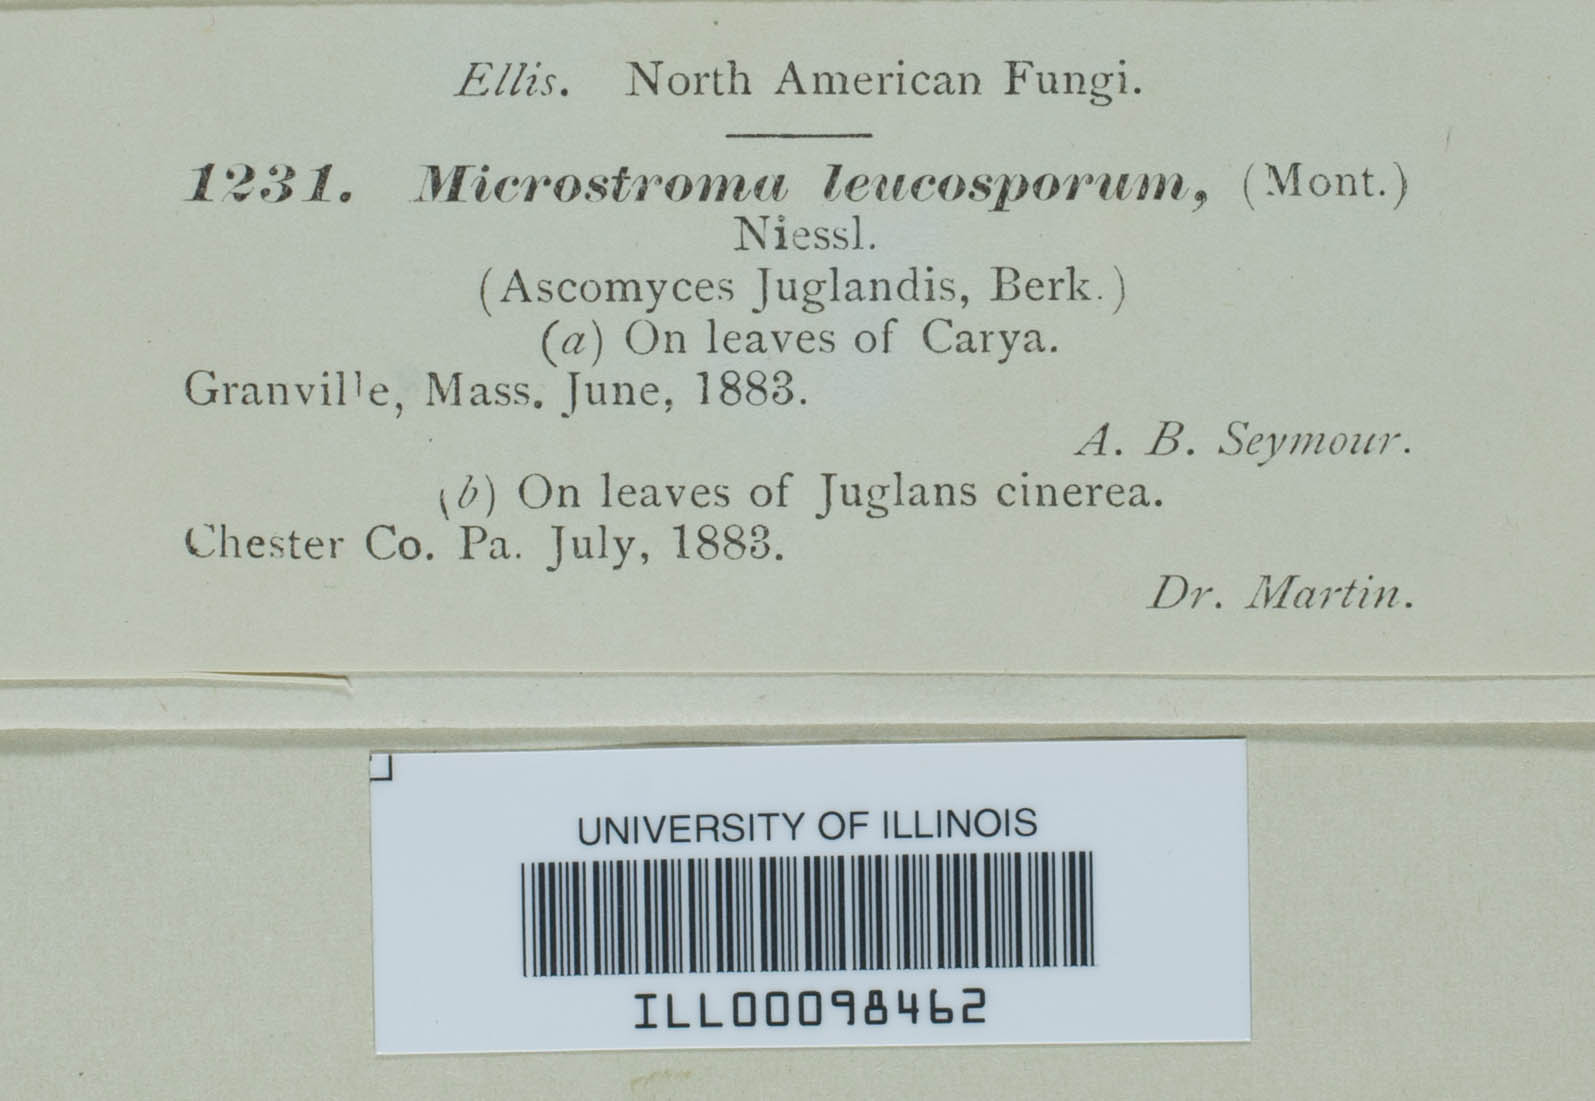 Ellis. North American Fungi.
1231. Microstroma leucosporum, (Mont.)
Niessl.
(Ascomyces Juglandis, Berk.)
(a) On leaves of Carya.
Granville, Mass. June, 1883.
A. B. Seymour.
(b) On leaves of Juglans cinerea.
Chester Co. Pa. July, 1883.
Dr. Martin.
UNIVERSITY OF ILLINOIS
ILL00098462